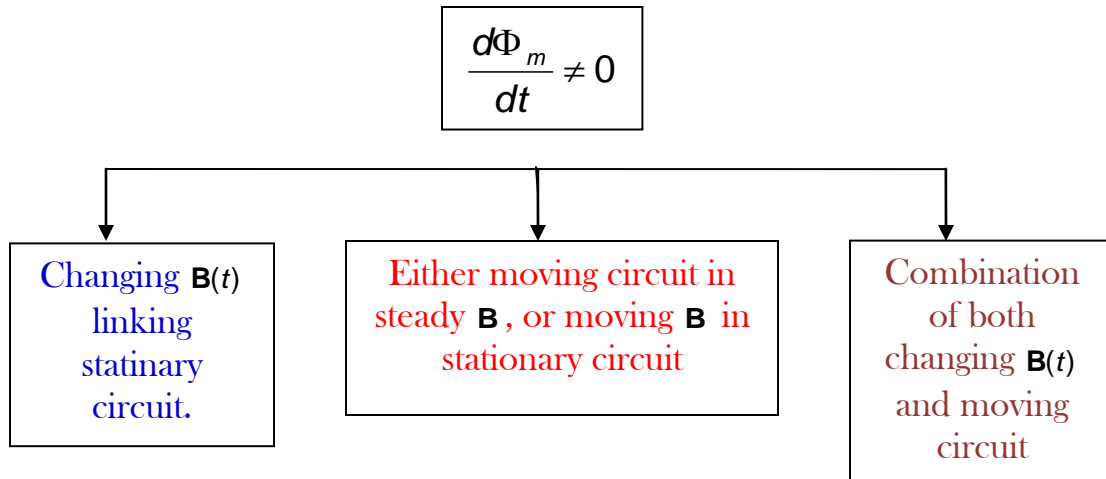 dΦm/dt ≠ 0
Changing B(t)
linking
statinary
circuit.
Either moving circuit in
steady B , or moving B in
stationary circuit
Combination
of both
changing B(t)
and moving
circuit